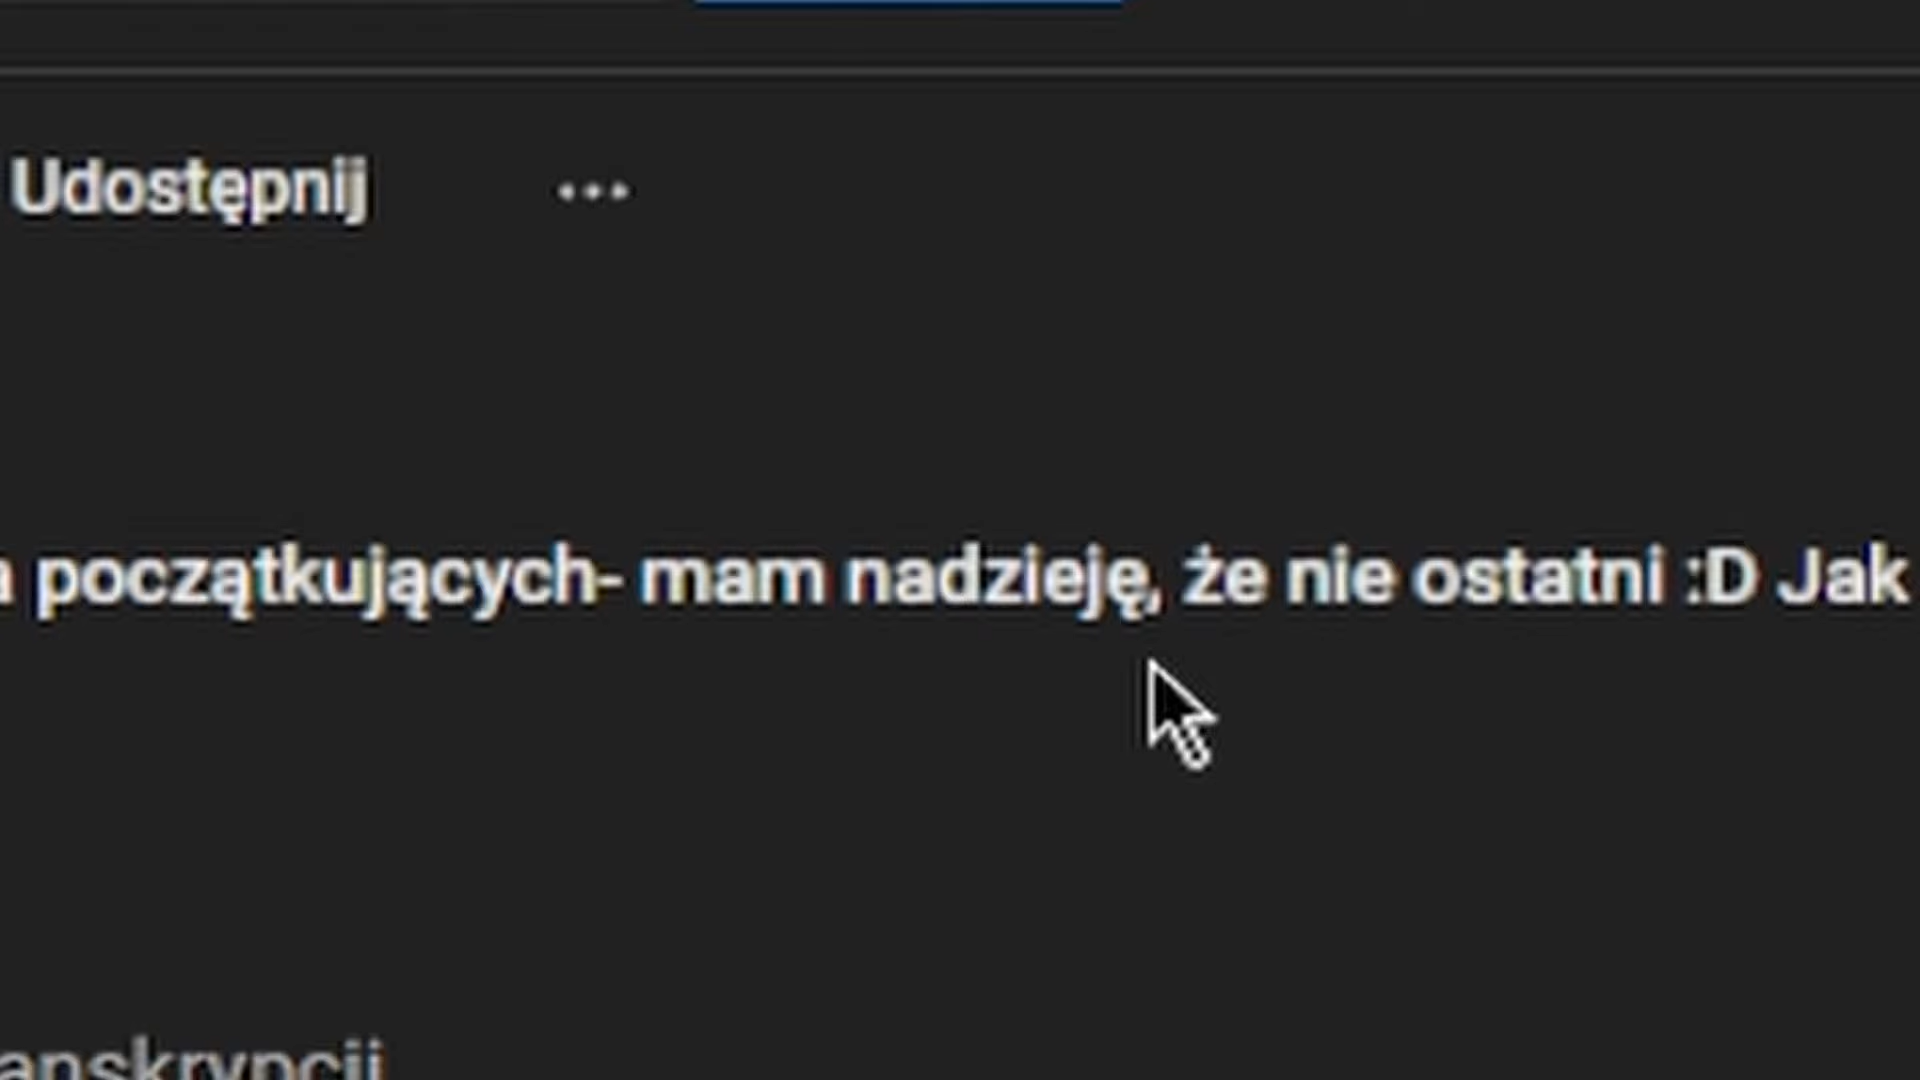 Udostępnij
początkujących- mam nadzieję, że nie ostatni :D Jak